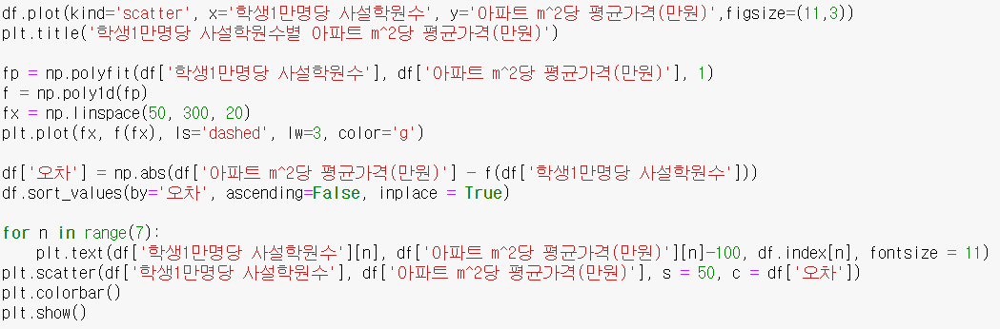 df.plot(kind='scatter', x='학생1만명당 사설학원수', y='아파트 m^2당 평균가격(만원)',figsize=(11,3))
plt.title('학생1만명당 사설학원수별 아파트 m^2당 평균가격(만원)')

fp = np.polyfit(df['학생1만명당 사설학원수'], df['아파트 m^2당 평균가격(만원)'], 1)
f = np.poly1d(fp)
fx = np.linspace(50, 300, 20)
plt.plot(fx, f(fx), ls='dashed', lw=3, color='g')

df['오차'] = np.abs(df['아파트 m^2당 평균가격(만원)'] - f(df['학생1만명당 사설학원수']))
df.sort_values(by='오차', ascending=False, inplace = True)

for n in range(7):
    plt.text(df['학생1만명당 사설학원수'][n], df['아파트 m^2당 평균가격(만원)'][n]-100, df.index[n], fontsize = 11)
plt.scatter(df['학생1만명당 사설학원수'], df['아파트 m^2당 평균가격(만원)'], s = 50, c = df['오차'])
plt.colorbar()
plt.show()